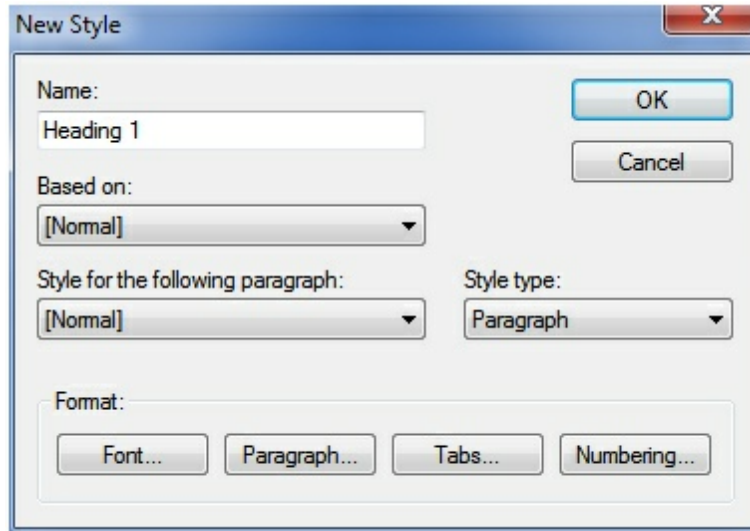 New Style
X
Name:
OK
Heading 1
Cancel
Based on:
[Normal]
Style for the following paragraph:
Style type:
[Normal]
Paragraph
Format:
Font...
Paragraph...
Tabs...
Numbering...